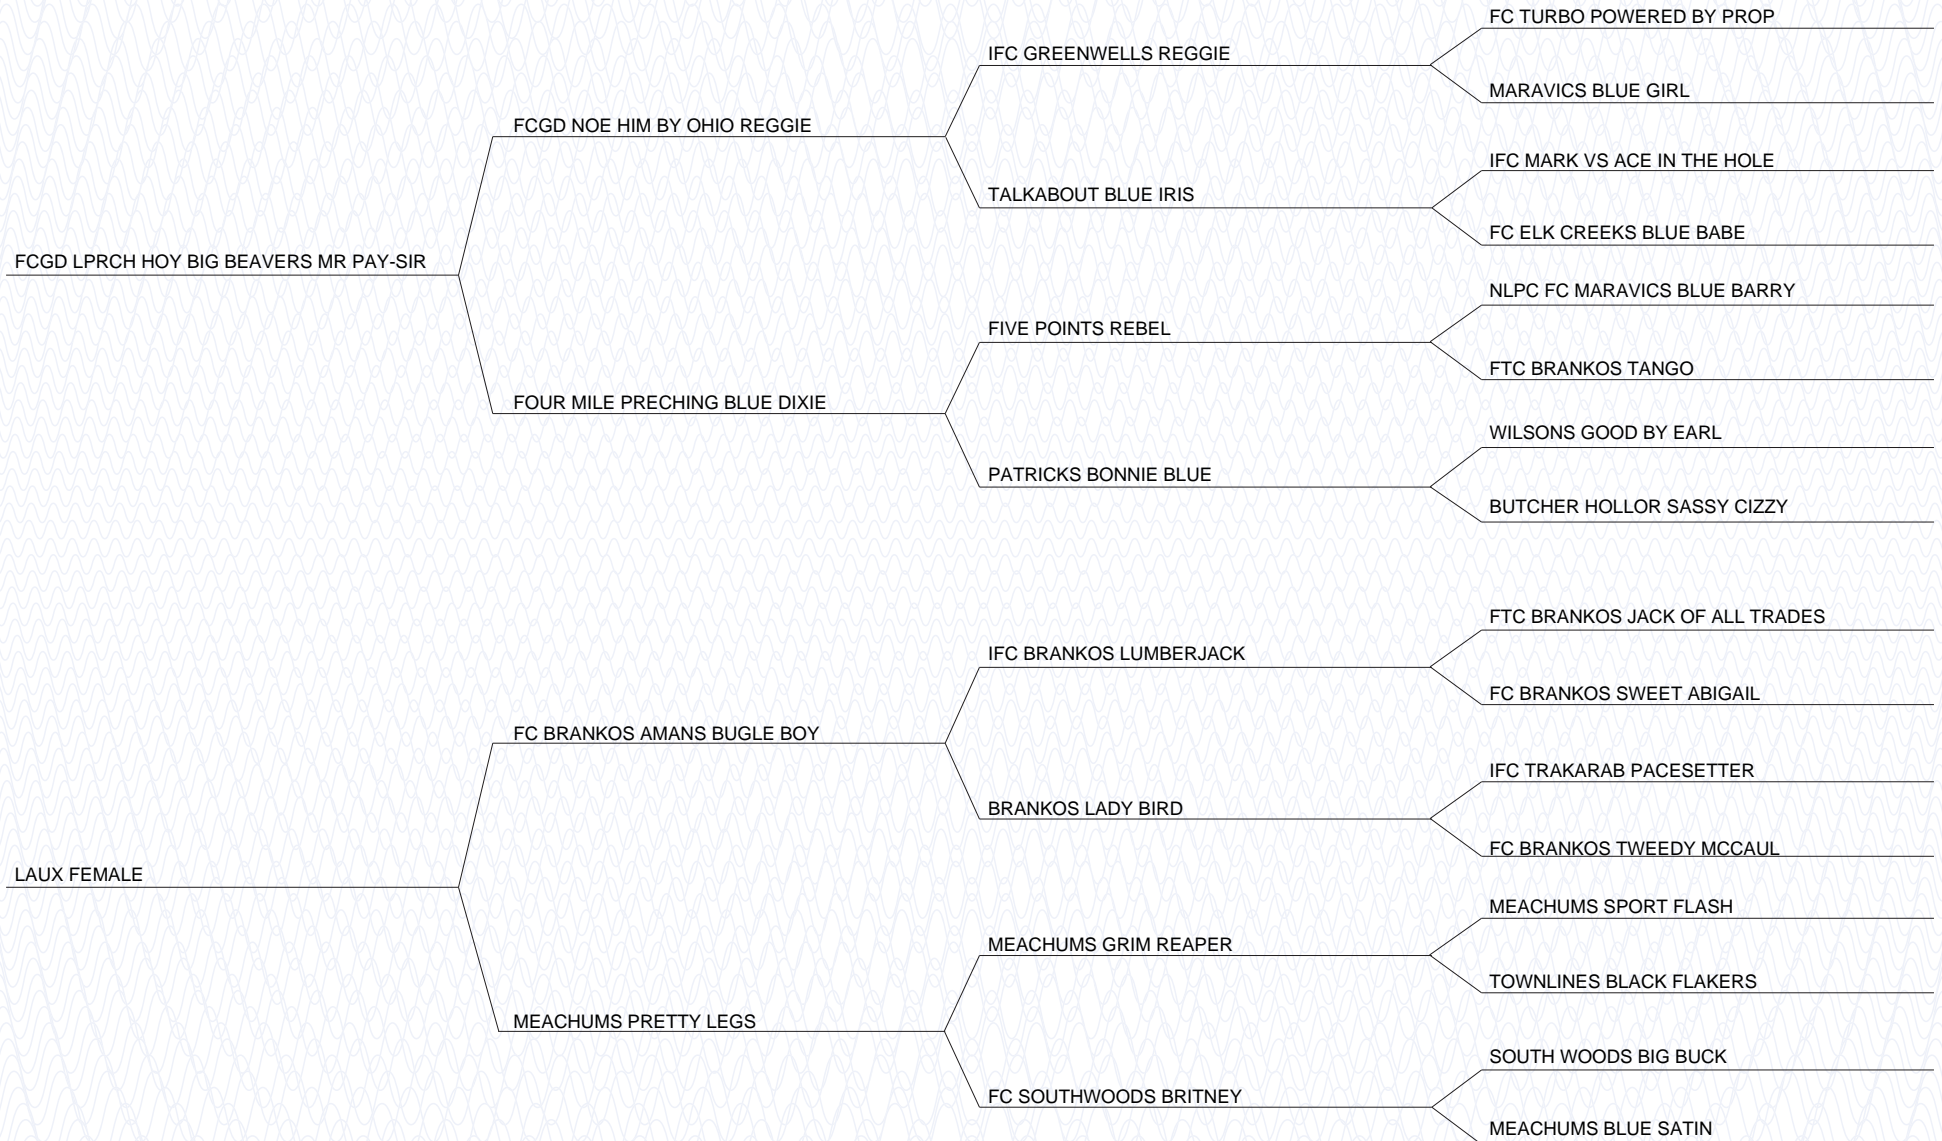 FC TURBO POWERED BY PROP
IFC GREENWELLS REGGIE
MARAVICS BLUE GIRL
FCGD NOE HIM BY OHIO REGGIE
IFC MARK VS ACE IN THE HOLE
TALKABOUT BLUE IRIS
FC ELK CREEKS BLUE BABE
FCGD LPRCH HOY BIG BEAVERS MR PAY-SIR
NLPC FC MARAVICS BLUE BARRY
FIVE POINTS REBEL
FTC BRANKOS TANGO
FOUR MILE PRECHING BLUE DIXIE
WILSONS GOOD BY EARL
PATRICKS BONNIE BLUE
BUTCHER HOLLOR SASSY CIZZY
FTC BRANKOS JACK OF ALL TRADES
IFC BRANKOS LUMBERJACK
FC BRANKOS SWEET ABIGAIL
FC BRANKOS AMANS BUGLE BOY
IFC TRAKARAB PACESETTER
BRANKOS LADY BIRD
FC BRANKOS TWEEDY MCCAUL
LAUX FEMALE
MEACHUMS SPORT FLASH
MEACHUMS GRIM REAPER
TOWNLINES BLACK FLAKERS
MEACHUMS PRETTY LEGS
SOUTH WOODS BIG BUCK
FC SOUTHWOODS BRITNEY
MEACHUMS BLUE SATIN